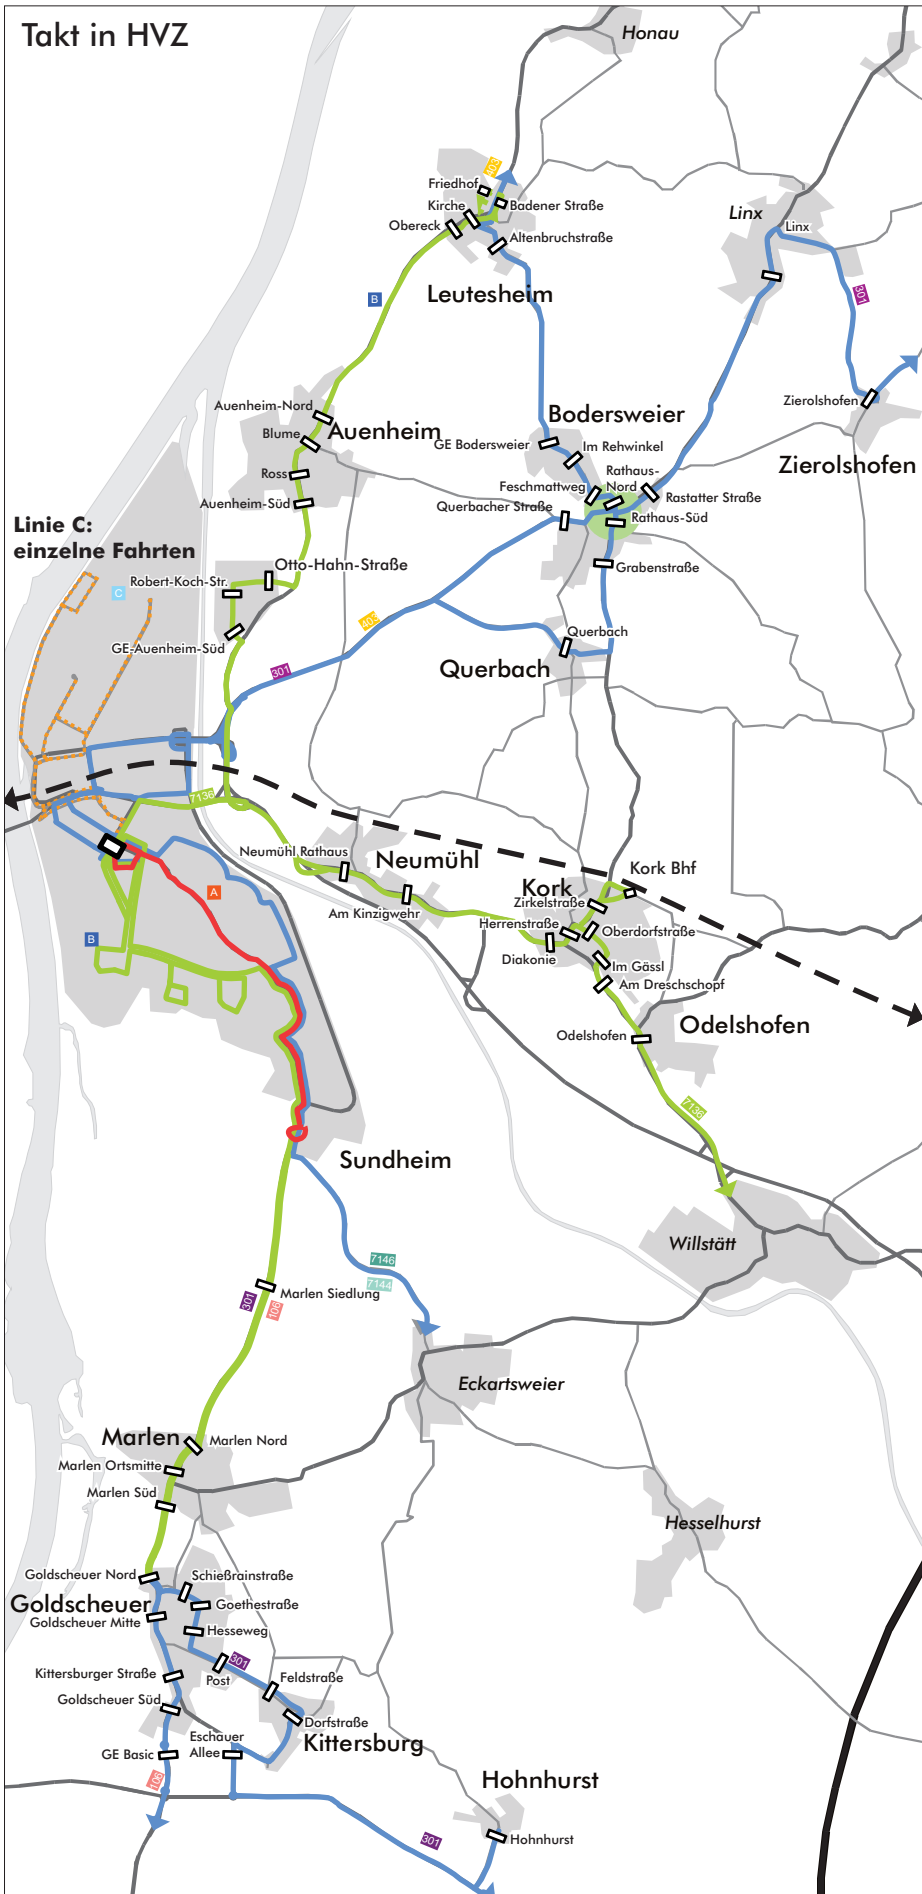 Takt in HVZ
Honau
403
Friedhof
Kirche
Badener Straße
Obereck
Altenbruchstraße
Leutesheim
Linx
Linx
B
301
Zierolshofen
Zierolshofen
Auenheim-Nord
Auenheim
Blume
Ross
Auenheim-Süd
Bodersweier
GE Bodersweier
Im Rehwinkel
Feschmattweg
Rathaus-
Nord
Rastatter Straße
Querbacher Straße
Rathaus-Süd
Grabenstraße
Linie C:
einzelne Fahrten
Otto-Hahn-Straße
Robert-Koch-Str.
C
GE-Auenheim-Süd
403
301
Querbach
Querbach
7136
Neumühl Rathaus
Neumühl
Am Kinzigwehr
Kork Bhf
Kork
Zirkelstraße
Herrenstraße
Oberdorfstraße
Diakonie
Im Gässl
Am Dreschschopf
A
B
Odelshofen
Odelshofen
7136
Sundheim
Willstätt
7146
7144
301
106
Marlen Siedlung
Eckartsweier
Marlen
Marlen Nord
Marlen Ortsmitte
Marlen Süd
Hesselhurst
Goldscheuer Nord
Schießrainstraße
Goldscheuer
Goethestraße
Goldscheuer Mitte
Hesseweg
301
Post
Kittersburger Straße
Feldstraße
Goldscheuer Süd
Dorfstraße
Eschauer
Allee
Kittersburg
GE Basic
106
Hohnhurst
301
Hohnhurst